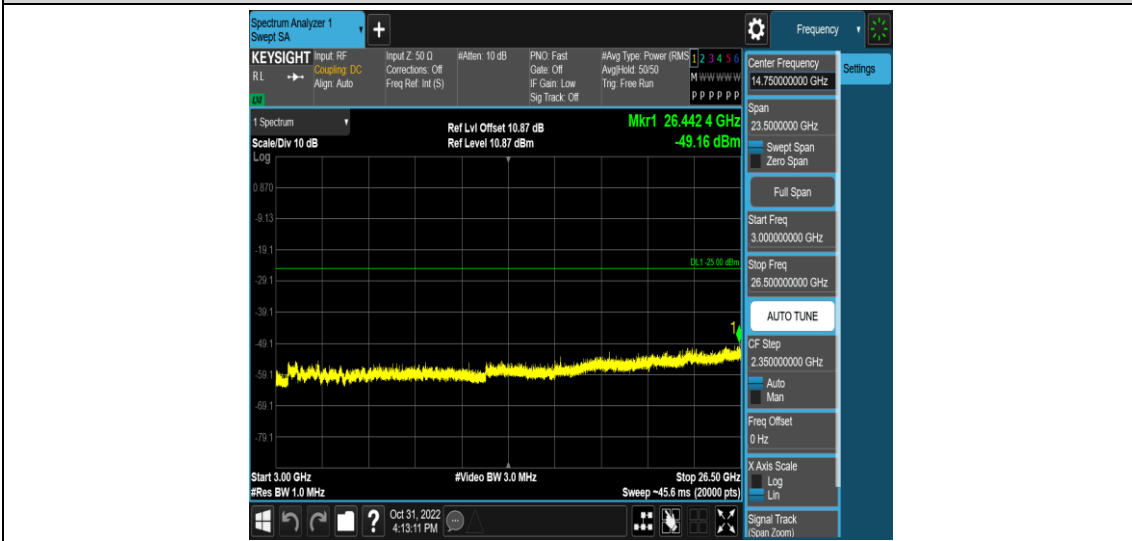 Spectrum Analyzer 1
Swept SA
+
Frequency
KEYSIGHT
RL
LXI
Input: RF
Coupling: DC
Align: Auto
Input Z: 50 Ω
Corrections: Off
Freq Ref: Int (S)
#Atten: 10 dB
PNO: Fast
Gate: Off
IF Gain: Low
Sig Track: Off
#Avg Type: Power (RMS
Avg|Hold: 50/50
Trig: Free Run
1 2 3 4 5 6
M W W W W W
P P P P P P
1 Spectrum
Scale/Div 10 dB
Log
Ref Lvl Offset 10.87 dB
Ref Level 10.87 dBm
Mkr1 26.442 4 GHz
-49.16 dBm
0.870
-9.13
-19.1
DL1 -25.00 dBm
-29.1
-39.1
1
-49.1
-59.1
-69.1
-79.1
Start 3.00 GHz
#Res BW 1.0 MHz
#Video BW 3.0 MHz
Stop 26.50 GHz
Sweep ~45.6 ms (20000 pts)
?
Oct 31, 2022
4:13:11 PM
Center Frequency
14.750000000 GHz
Settings
Span
23.5000000 GHz
Swept Span
Zero Span
Full Span
Start Freq
3.000000000 GHz
Stop Freq
26.500000000 GHz
AUTO TUNE
CF Step
2.350000000 GHz
Auto
Man
Freq Offset
0 Hz
X Axis Scale
Log
Lin
Signal Track
(Span Zoom)